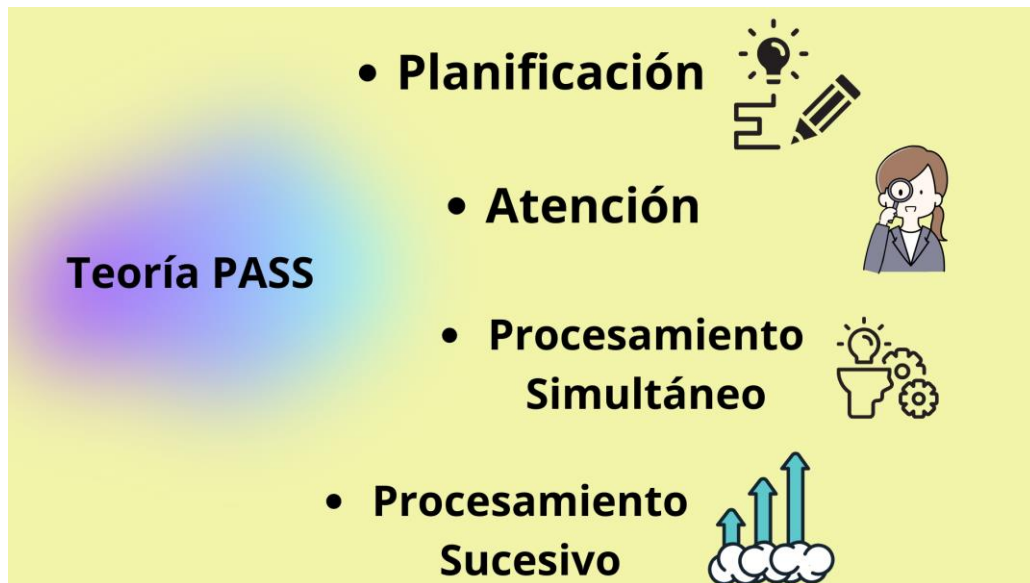 • Planificación
• Atención
Teoría PASS
• Procesamiento
Simultáneo
• Procesamiento
Sucesivo